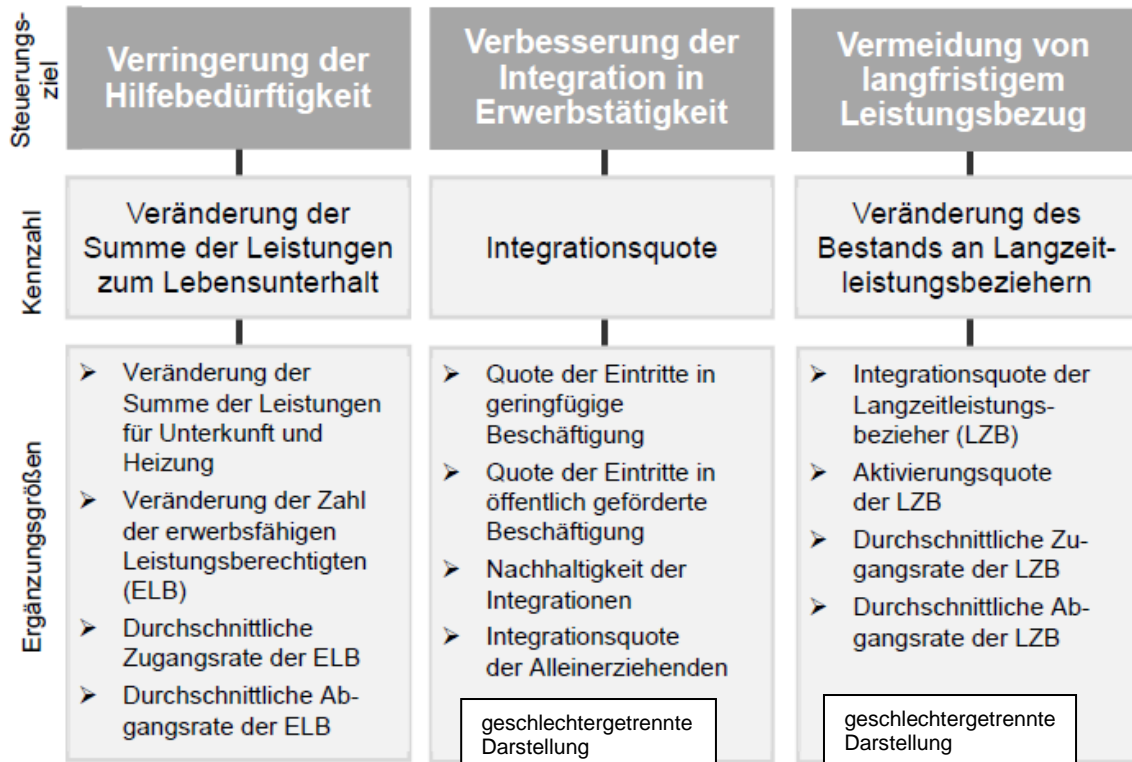 Steuerungs-
ziel
Verringerung der
Hilfebedürftigkeit
Verbesserung der
Integration in
Erwerbstätigkeit
Vermeidung von
langfristigem
Leistungsbezug
Kennzahl
Veränderung der
Summe der Leistungen
zum Lebensunterhalt
Integrationsquote
Veränderung des
Bestands an Langzeit-
leistungsbeziehern
Ergänzungsgrößen
➢ Veränderung der
Summe der Leistungen
für Unterkunft und
Heizung
➢ Veränderung der Zahl
der erwerbsfähigen
Leistungsberechtigten
(ELB)
➢ Durchschnittliche
Zugangsrate der ELB
➢ Durchschnittliche Ab-
gangsrate der ELB
➢ Quote der Eintritte in
geringfügige
Beschäftigung
➢ Quote der Eintritte in
öffentlich geförderte
Beschäftigung
➢ Nachhaltigkeit der
Integrationen
➢ Integrationsquote
der Alleinerziehenden
geschlechtergetrennte
Darstellung
➢ Integrationsquote der
Langzeitleistungs-
bezieher (LZB)
➢ Aktivierungsquote
der LZB
➢ Durchschnittliche Zu-
gangsrate der LZB
➢ Durchschnittliche Ab-
gangsrate der LZB
geschlechtergetrennte
Darstellung